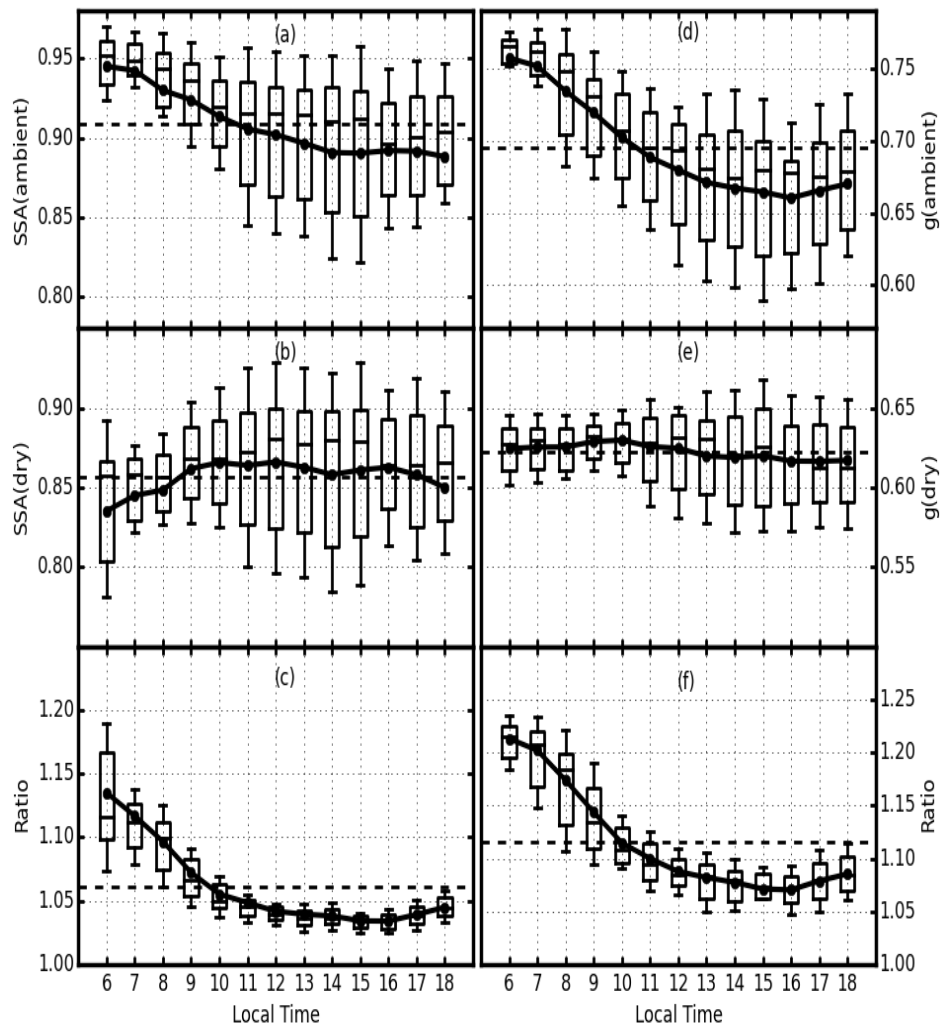 (a)
SSA(ambient)
0.95
0.90
0.85
0.80
(d)
g(ambient)
0.75
0.70
0.65
0.60
(b)
SSA(dry)
0.90
0.85
0.80
(e)
g(dry)
0.65
0.60
0.55
(c)
Ratio
1.20
1.15
1.10
1.05
1.00
6 7 8 9 10 11 12 13 14 15 16 17 18
Local Time
(f)
Ratio
1.25
1.20
1.15
1.10
1.05
1.00
6 7 8 9 10 11 12 13 14 15 16 17 18
Local Time